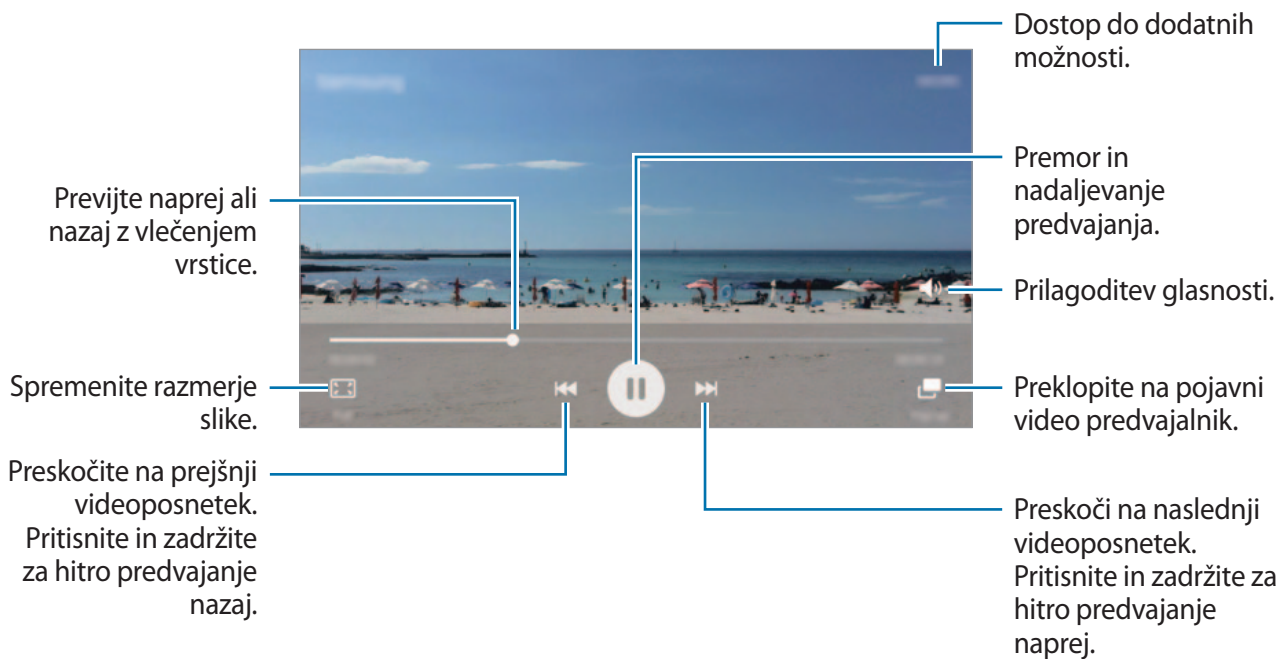 Dostop do dodatnih
možnosti.
Premor in
nadaljevanje
predvajanja.
Previjte naprej ali
nazaj z vlečenjem
vrstice.
Prilagoditev glasnosti.
Spremenite razmerje
slike.
Preklopite na pojavni
video predvajalnik.
Preskočite na prejšnji
videoposnetek.
Pritisnite in zadržite
za hitro predvajanje
nazaj.
Preskoči na naslednji
videoposnetek.
Pritisnite in zadržite za
hitro predvajanje
naprej.